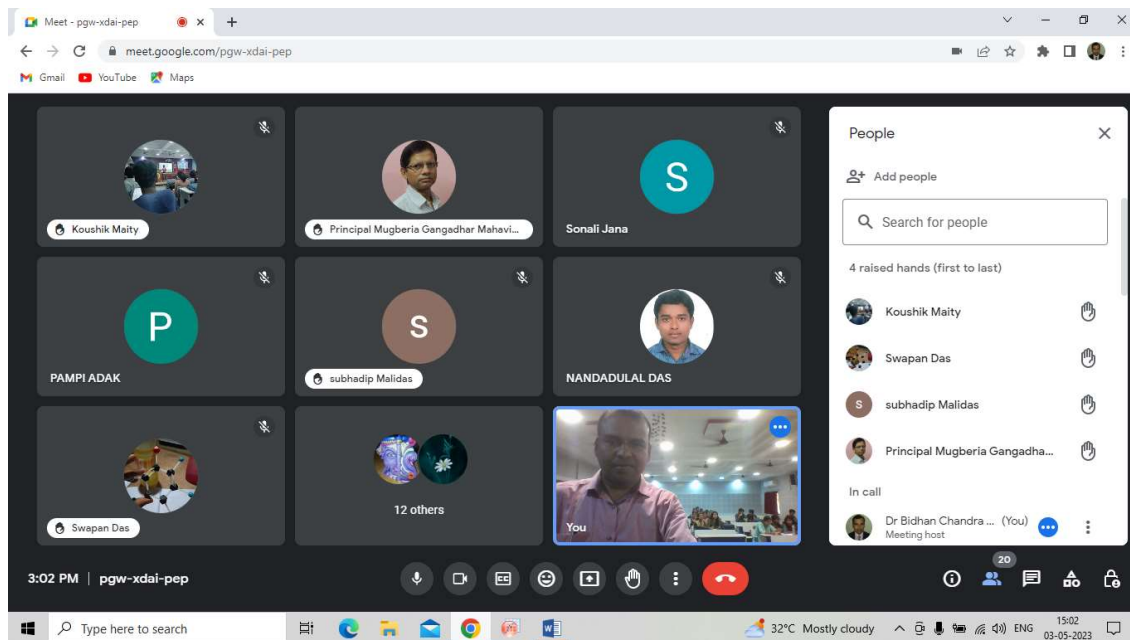 Meet - pgw-xdai-pep
meet.google.com/pgw-xdai-pep
Gmail YouTube Maps
Koushik Maity
Principal Mugberia Gangadhar Mahavi...
S
Sonali Jana
P
PAMPI ADAK
S
subhadip Malidas
NANDADULAL DAS
Swapan Das
12 others
You
People
Add people
Search for people
4 raised hands (first to last)
Koushik Maity
Swapan Das
S subhadip Malidas
Principal Mugberia Gangadha...
In call
Dr Bidhan Chandra ... (You)
Meeting host
3:02 PM | pgw-xdai-pep
CC
20
Type here to search
32°C Mostly cloudy
ENG
15:02
03-05-2023